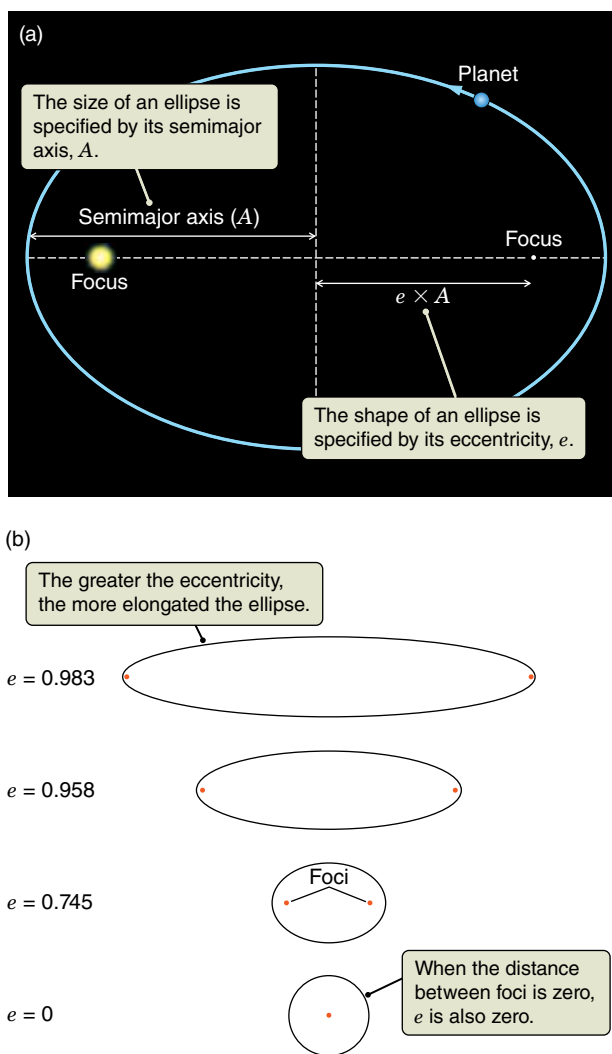 (a)
Planet
The size of an ellipse is
specified by its semimajor
axis, A.
Semimajor axis (A)
Focus
Focus
e × A
The shape of an ellipse is
specified by its eccentricity, e.
(b)
The greater the eccentricity,
the more elongated the ellipse.
e = 0.983
e = 0.958
Foci
e = 0.745
When the distance
between foci is zero,
e is also zero.
e = 0